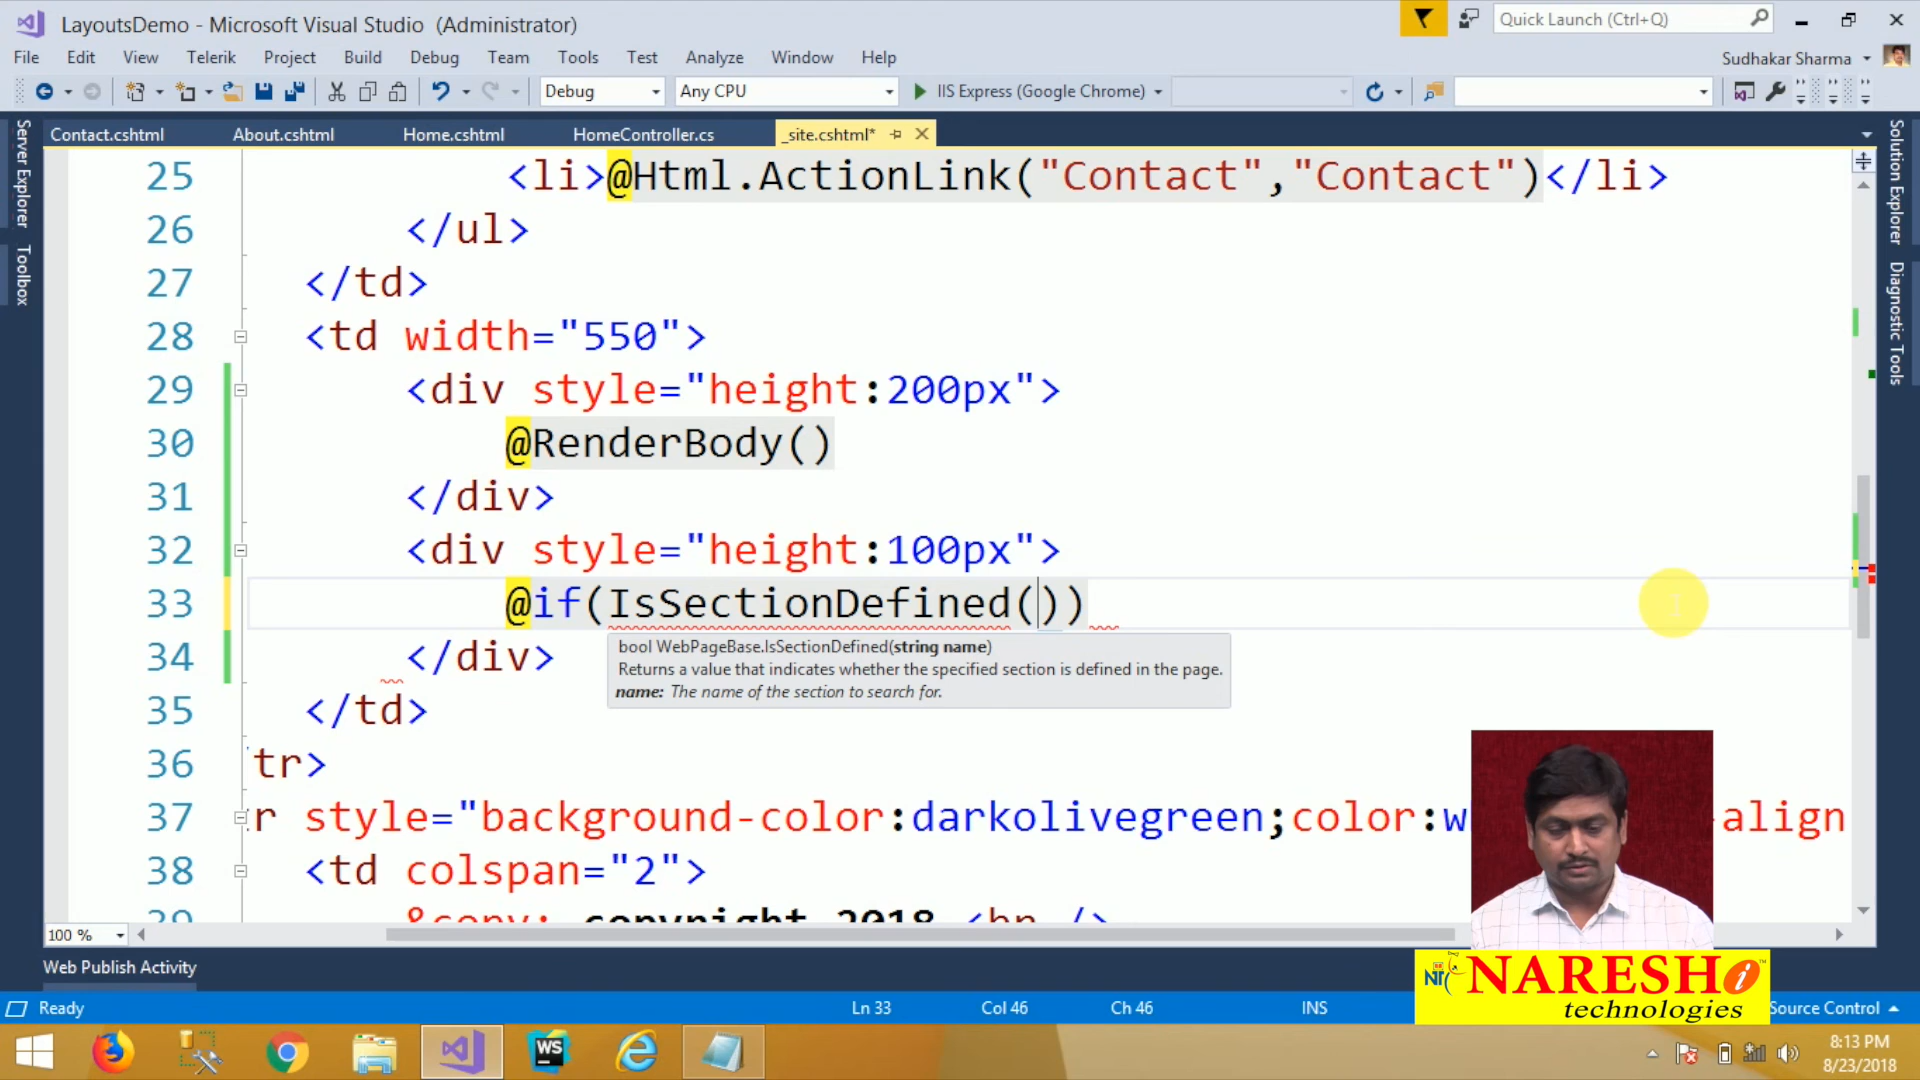 LayoutsDemo - Microsoft Visual Studio (Administrator)
Quick Launch (Ctrl+Q)
File Edit View Telerik Project Build Debug Team Tools Test Analyze Window Help
Sudhakar Sharma
Debug Any CPU IIS Express (Google Chrome)
Contact.cshtml About.cshtml Home.cshtml HomeController.cs _site.cshtml*
Server Explorer
Toolbox
Solution Explorer
Diagnostic Tools
25 <li>@Html.ActionLink("Contact","Contact")</li>
26 </ul>
27 </td>
28 <td width="550">
29 <div style="height:200px">
30 @RenderBody()
31 </div>
32 <div style="height:100px">
33 @if(IsSectionDefined())
34 </div>
bool WebPageBase.IsSectionDefined(string name)
Returns a value that indicates whether the specified section is defined in the page.
name: The name of the section to search for.
35 </td>
36 tr>
37 r style="background-color:darkolivegreen;color:w -align
38 <td colspan="2">
39 &copy; copyright 2018 <br />
100 %
Web Publish Activity
NARESH i
technologies
Ready Ln 33 Col 46 Ch 46 INS Source Control
WS
8:13 PM
8/23/2018